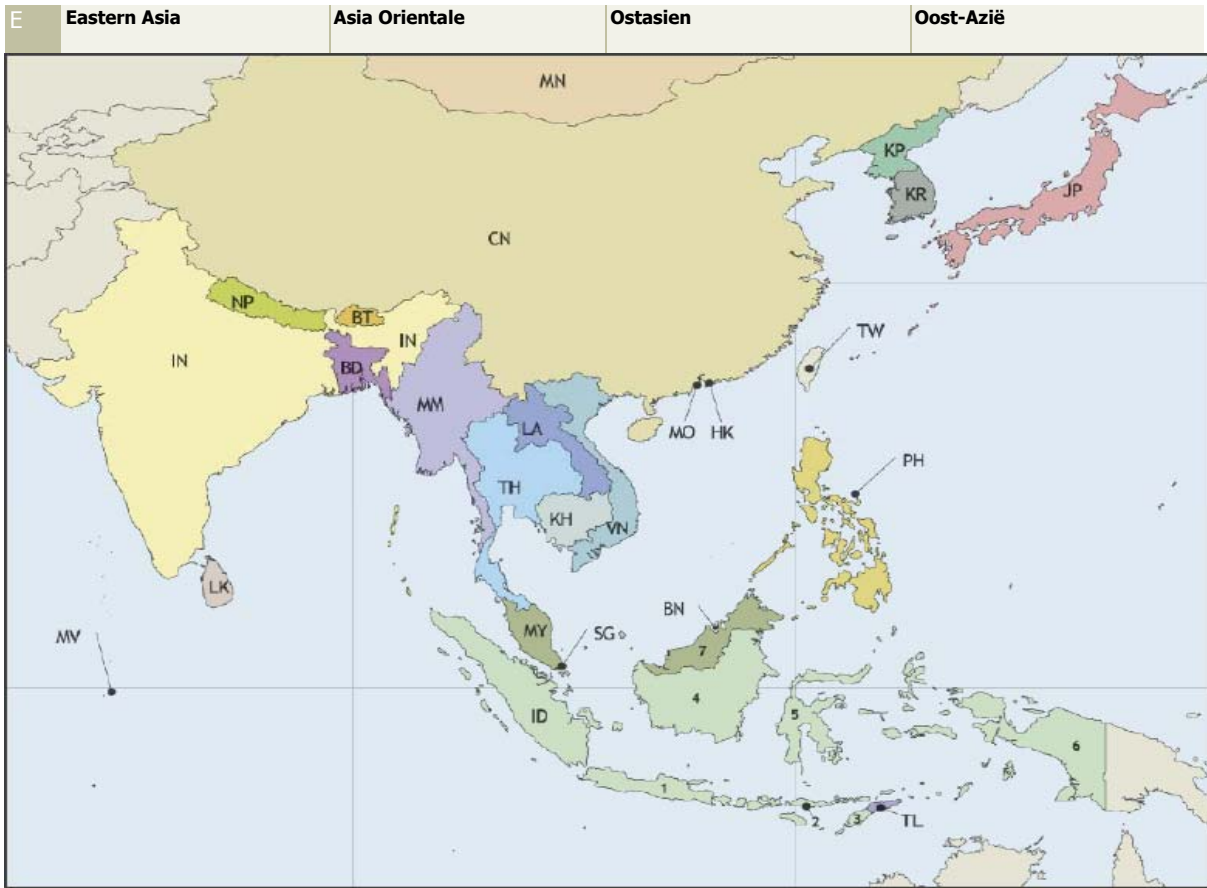 E Eastern Asia Asia Orientale Ostasien Oost-Azië
MN
KP
KR
JP
CN
NP
BT
IN
IN
BD
TW
MM
LA
MO HK
PH
TH
KH
VN
LK
BN
MV
MY
SG
7
4
ID
5
6
1
2
3
TL